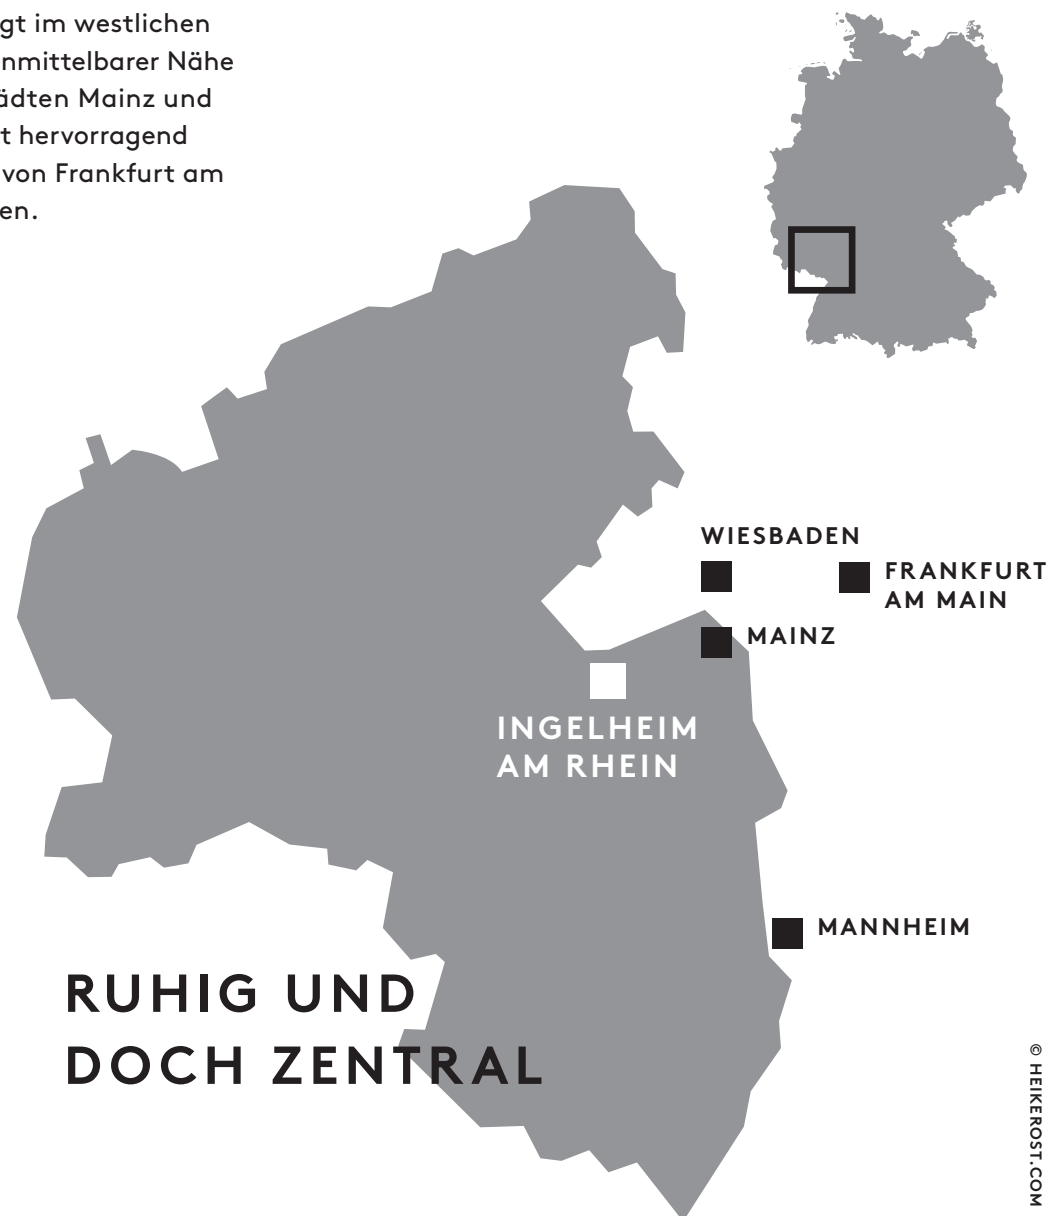 gt im westlichen
nmittelbarer Nähe
ädten Mainz und
t hervorragend
von Frankfurt am
en.
WIESBADEN
FRANKFURT
AM MAIN
MAINZ
INGELHEIM
AM RHEIN
MANNHEIM
RUHIG UND
DOCH ZENTRAL
© HEIKEROST.COM